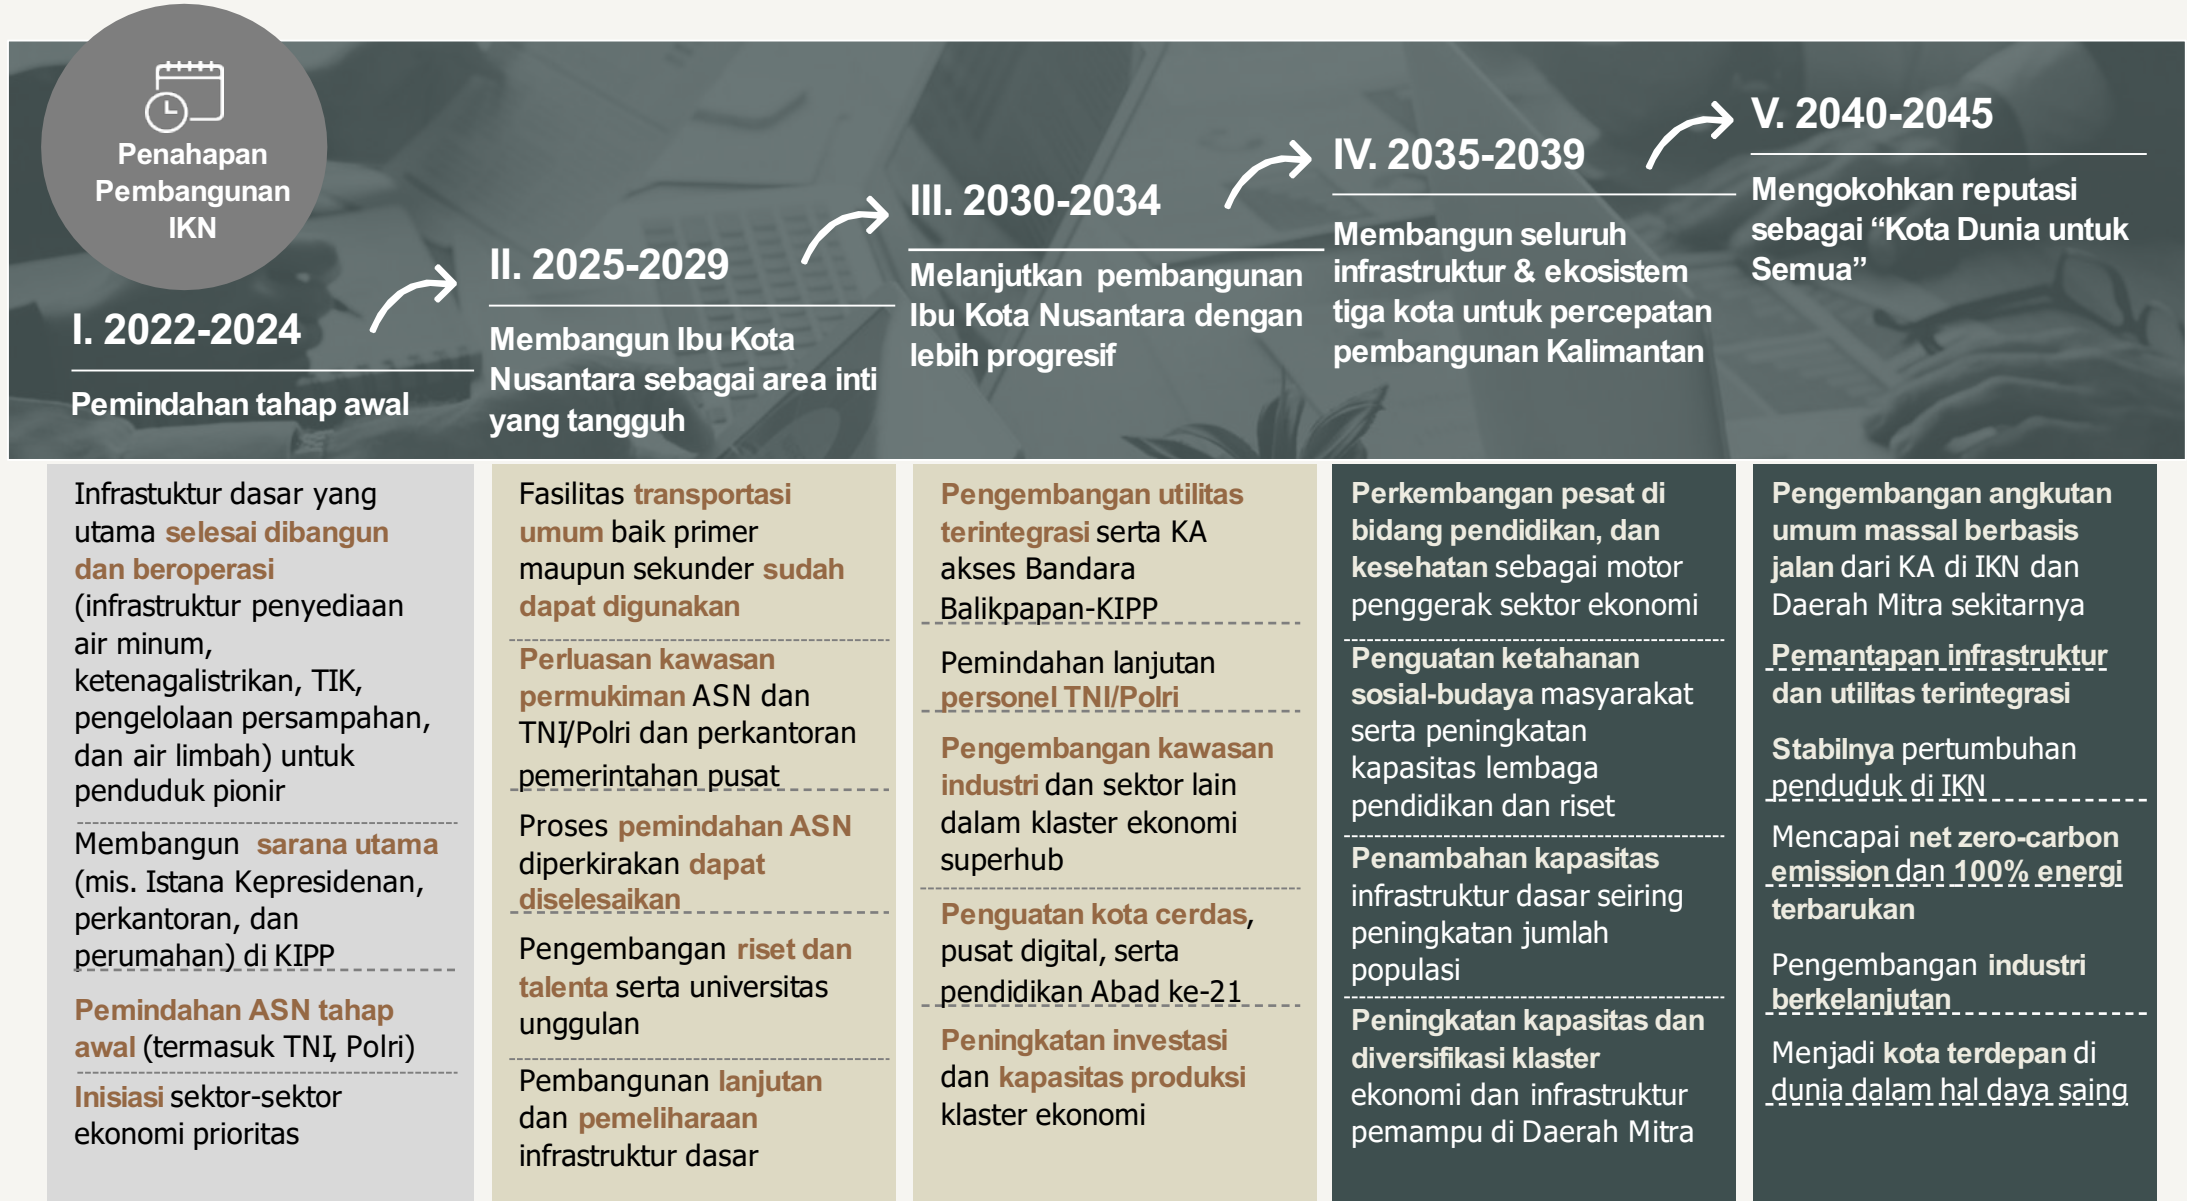 Penahapan
Pembangunan
IKN
I. 2022-2024
Pemindahan tahap awal
Infrastuktur dasar yang
utama selesai dibangun
dan beroperasi
(infrastruktur penyediaan
air minum,
ketenagalistrikan, TIK,
pengelolaan persampahan,
dan air limbah) untuk
penduduk pionir
Membangun sarana utama
(mis. Istana Kepresidenan,
perkantoran, dan
perumahan) di KIPP
Pemindahan ASN tahap
awal (termasuk TNI, Polri)
Inisiasi sektor-sektor
ekonomi prioritas
II. 2025-2029
Membangun Ibu Kota
Nusantara sebagai area inti
yang tangguh
Fasilitas transportasi
umum baik primer
maupun sekunder sudah
dapat digunakan
Perluasan kawasan
permukiman ASN dan
TNI/Polri dan perkantoran
pemerintahan pusat
Proses pemindahan ASN
diperkirakan dapat
diselesaikan
Pengembangan riset dan
talenta serta universitas
unggulan
Pembangunan lanjutan
dan pemeliharaan
infrastruktur dasar
III. 2030-2034
Melanjutkan pembangunan
Ibu Kota Nusantara dengan
lebih progresif
Pengembangan utilitas
terintegrasi serta KA
akses Bandara
Balikpapan-KIPP
Pemindahan lanjutan
personel TNI/Polri
Pengembangan kawasan
industri dan sektor lain
dalam klaster ekonomi
superhub
Penguatan kota cerdas,
pusat digital, serta
pendidikan Abad ke-21
Peningkatan investasi
dan kapasitas produksi
klaster ekonomi
IV. 2035-2039
Membangun seluruh
infrastruktur & ekosistem
tiga kota untuk percepatan
pembangunan Kalimantan
Perkembangan pesat di
bidang pendidikan, dan
kesehatan sebagai motor
penggerak sektor ekonomi
Penguatan ketahanan
sosial-budaya masyarakat
serta peningkatan
kapasitas lembaga
pendidikan dan riset
Penambahan kapasitas
infrastruktur dasar seiring
peningkatan jumlah
populasi
Peningkatan kapasitas dan
diversifikasi klaster
ekonomi dan infrastruktur
pemampu di Daerah Mitra
V. 2040-2045
Mengokohkan reputasi
sebagai “Kota Dunia untuk
Semua”
Pengembangan angkutan
umum massal berbasis
jalan dari KA di IKN dan
Daerah Mitra sekitarnya
Pemantapan infrastruktur
dan utilitas terintegrasi
Stabilnya pertumbuhan
penduduk di IKN
Mencapai net zero-carbon
emission dan 100% energi
terbarukan
Pengembangan industri
berkelanjutan
Menjadi kota terdepan di
dunia dalam hal daya saing